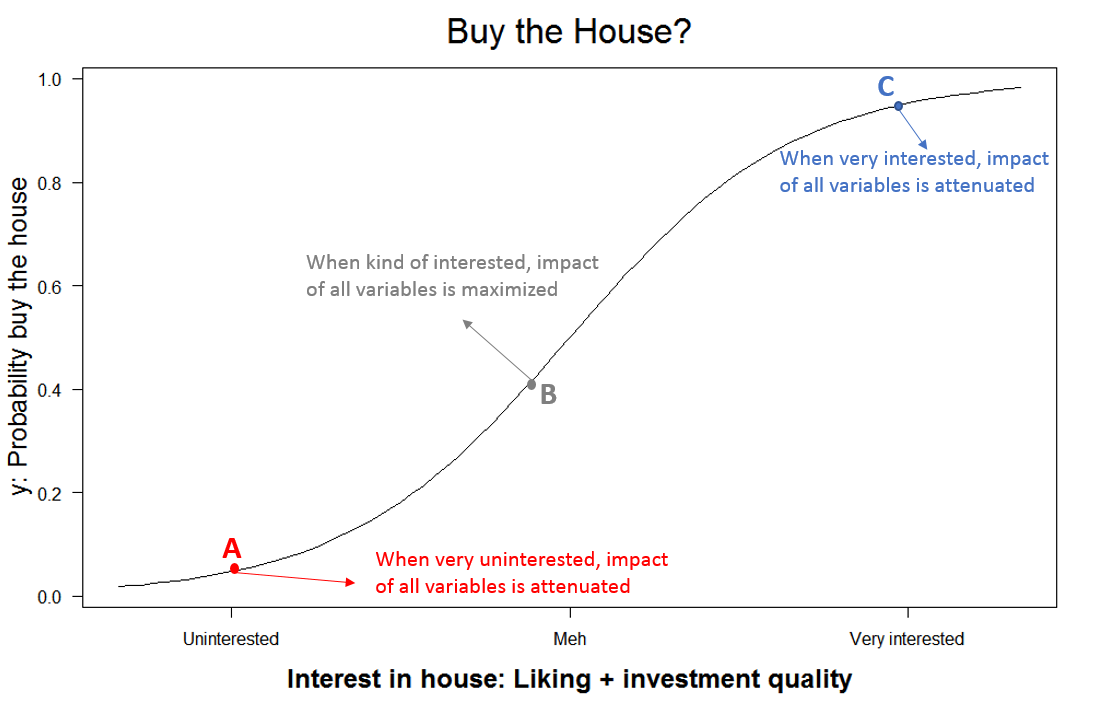 Buy the House?
y: Probability buy the house
1.0
0.8
0.6
0.4
0.2
0.0
C
When very interested, impact
of all variables is attenuated
When kind of interested, impact
of all variables is maximized
B
A
When very uninterested, impact
of all variables is attenuated
Uninterested
Meh
Very interested
Interest in house: Liking + investment quality